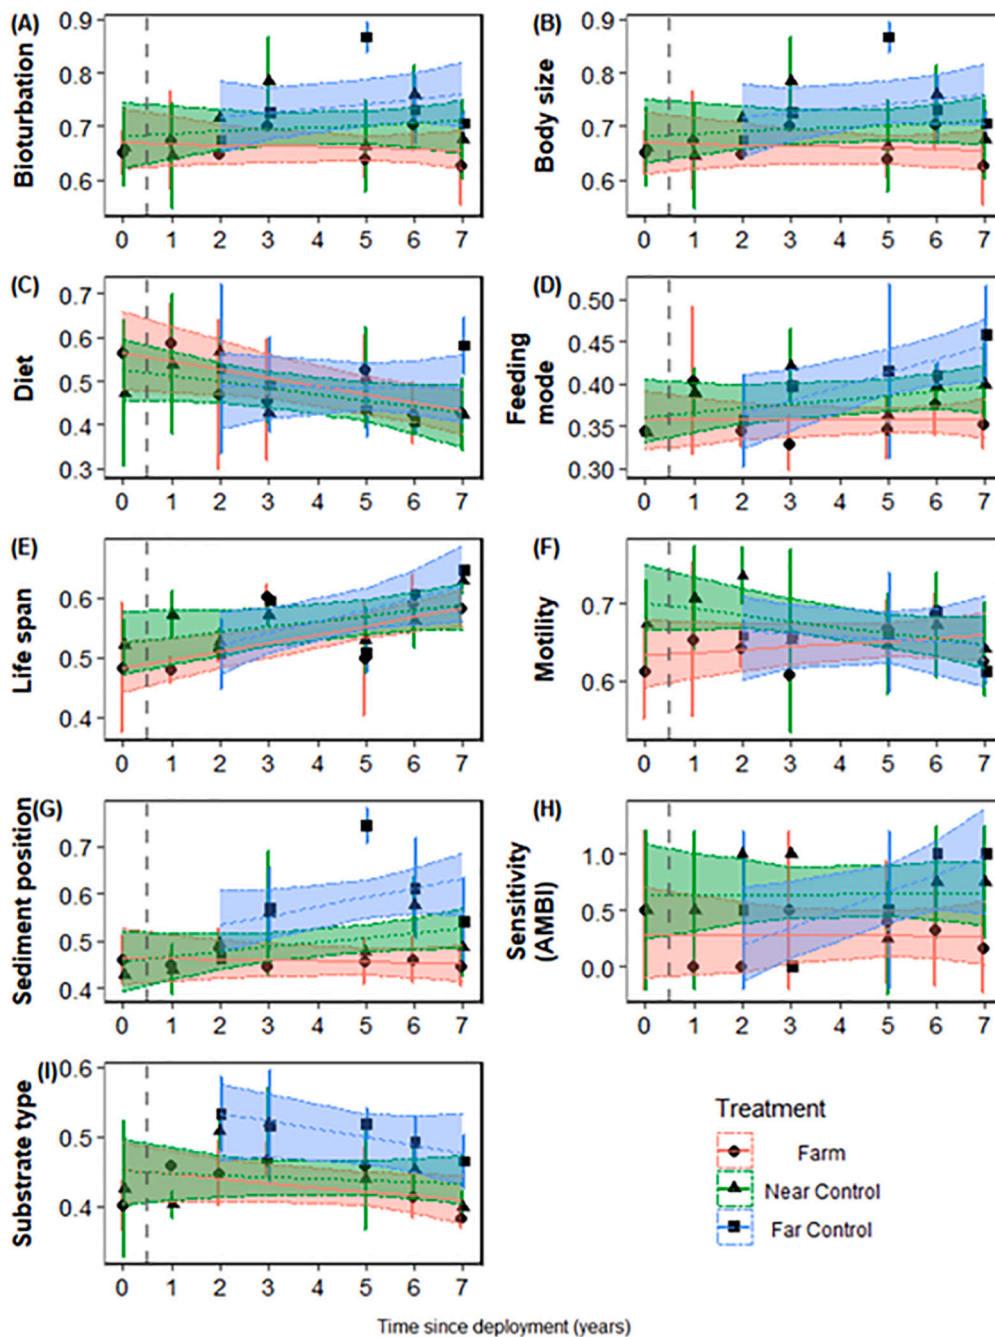 (A) Bioturbation
0.9
0.8
0.7
0.6
0 1 2 3 4 5 6 7
(B) Body size
0.9
0.8
0.7
0.6
0 1 2 3 4 5 6 7
(C) Diet
0.7
0.6
0.5
0.4
0.3
0 1 2 3 4 5 6 7
(D) Feeding
mode
0.50
0.45
0.40
0.35
0.30
0 1 2 3 4 5 6 7
(E) Life span
0.6
0.5
0.4
0 1 2 3 4 5 6 7
(F) Motility
0.7
0.6
0 1 2 3 4 5 6 7
(G) Sediment position
0.7
0.6
0.5
0.4
0 1 2 3 4 5 6 7
(H) Sensitivity
(AMBI)
1.0
0.5
0.0
0 1 2 3 4 5 6 7
(I) Substrate type
0.6
0.5
0.4
0 1 2 3 4 5 6 7
Treatment
Farm
Near Control
Far Control
Time since deployment (years)